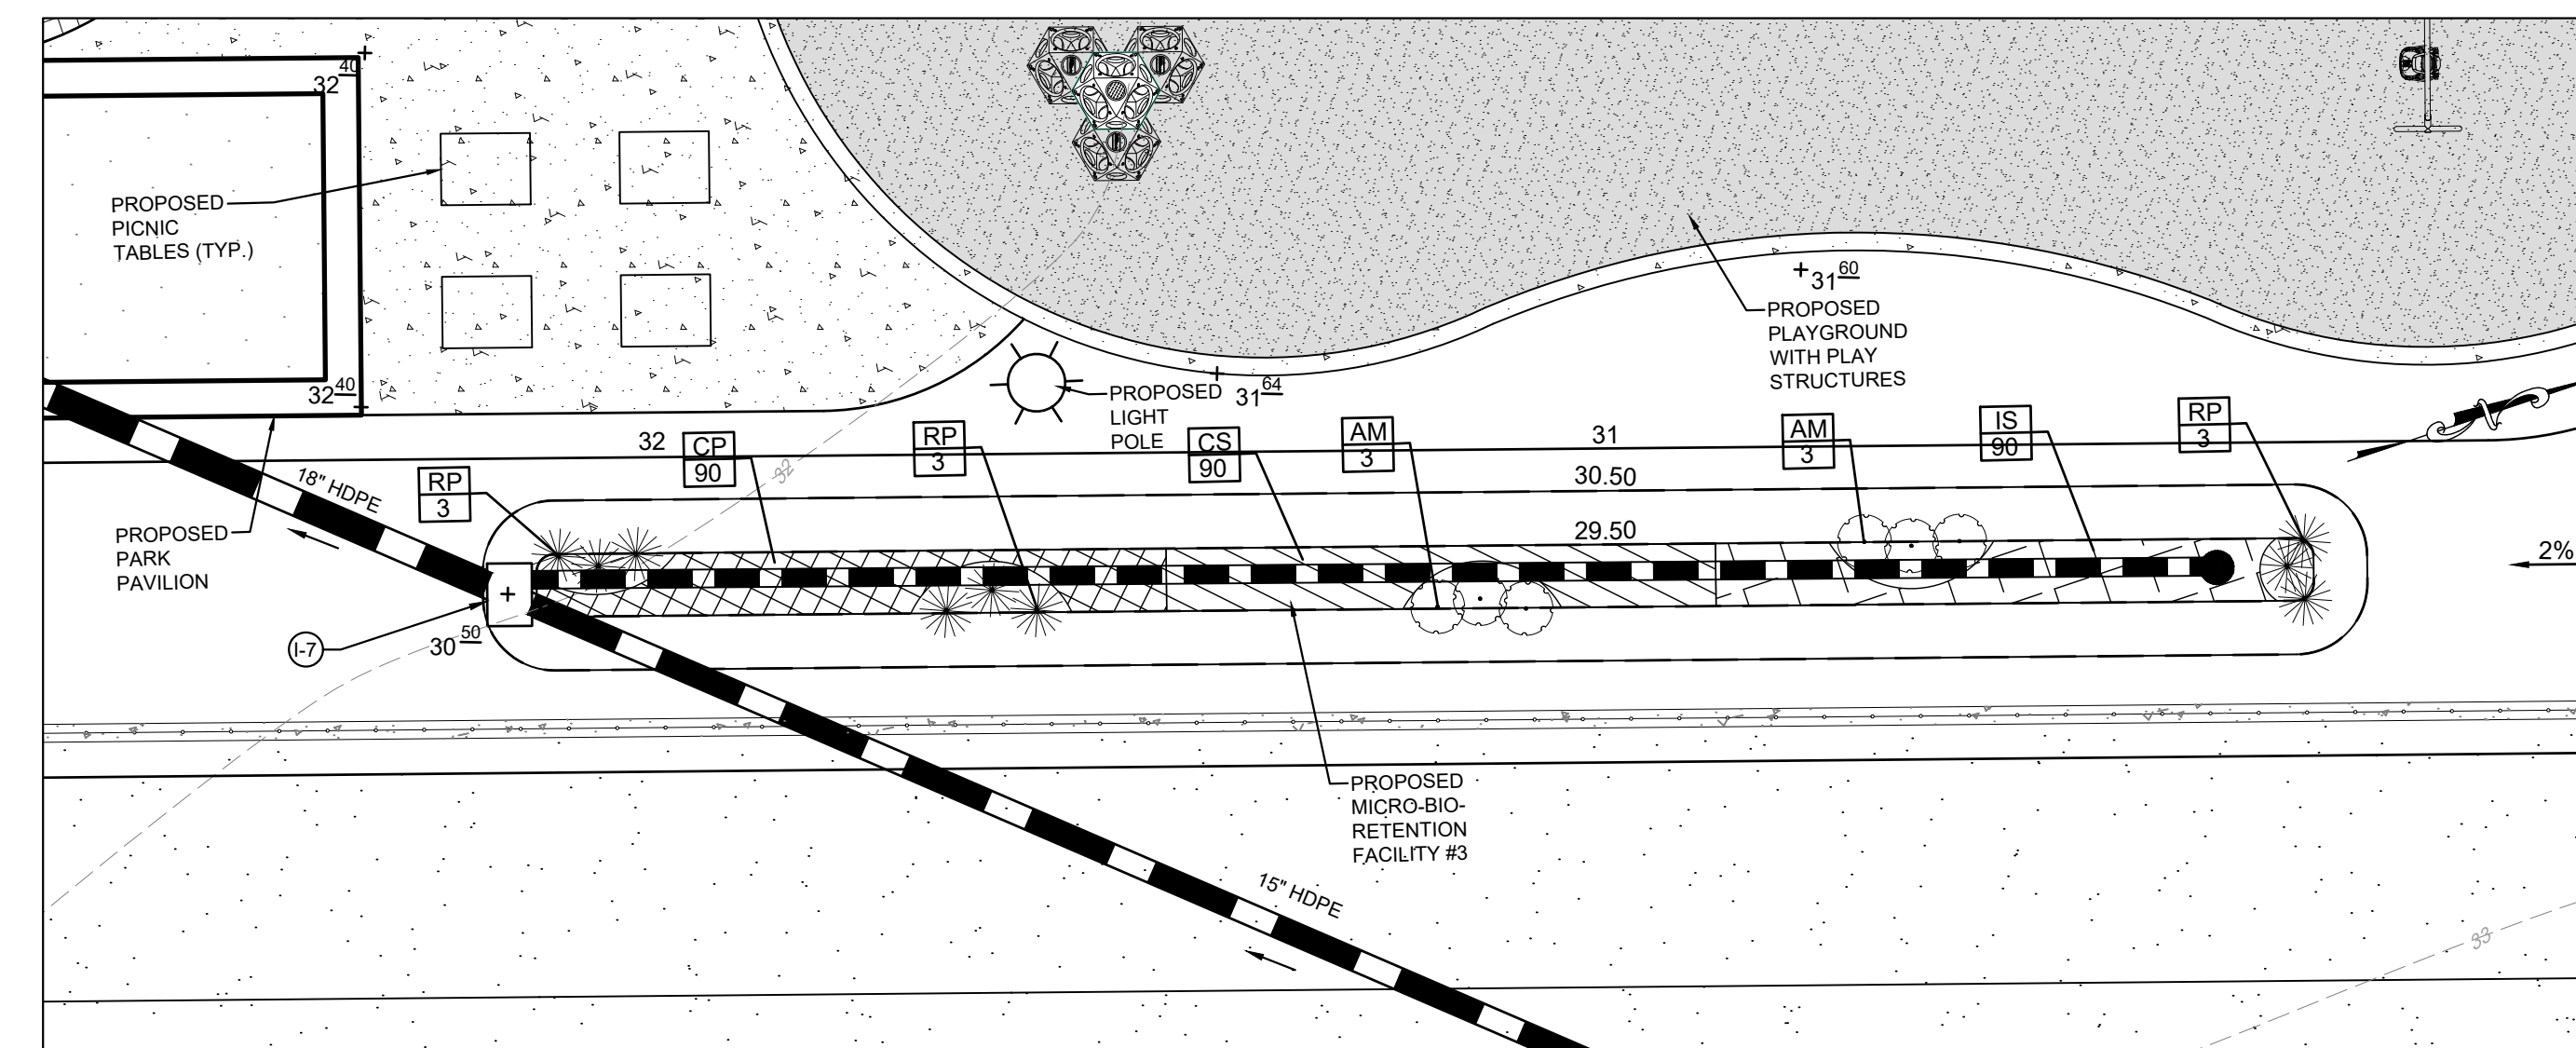 32 40
PROPOSED
PICNIC
TABLES (TYP.)
32 40
31 60
PROPOSED
PLAYGROUND
WITH PLAY
STRUCTURES
PROPOSED
LIGHT
POLE
31 64
32
CP
90
RP
3
CS
90
AM
3
31
AM
3
IS
90
RP
3
32
18" HDPE
RP
3
30.50
29.50
PROPOSED
PARK
PAVILION
2%
I-7
30 50
PROPOSED
MICRO-BIO-
RETENTION
FACILITY #3
15" HDPE
33